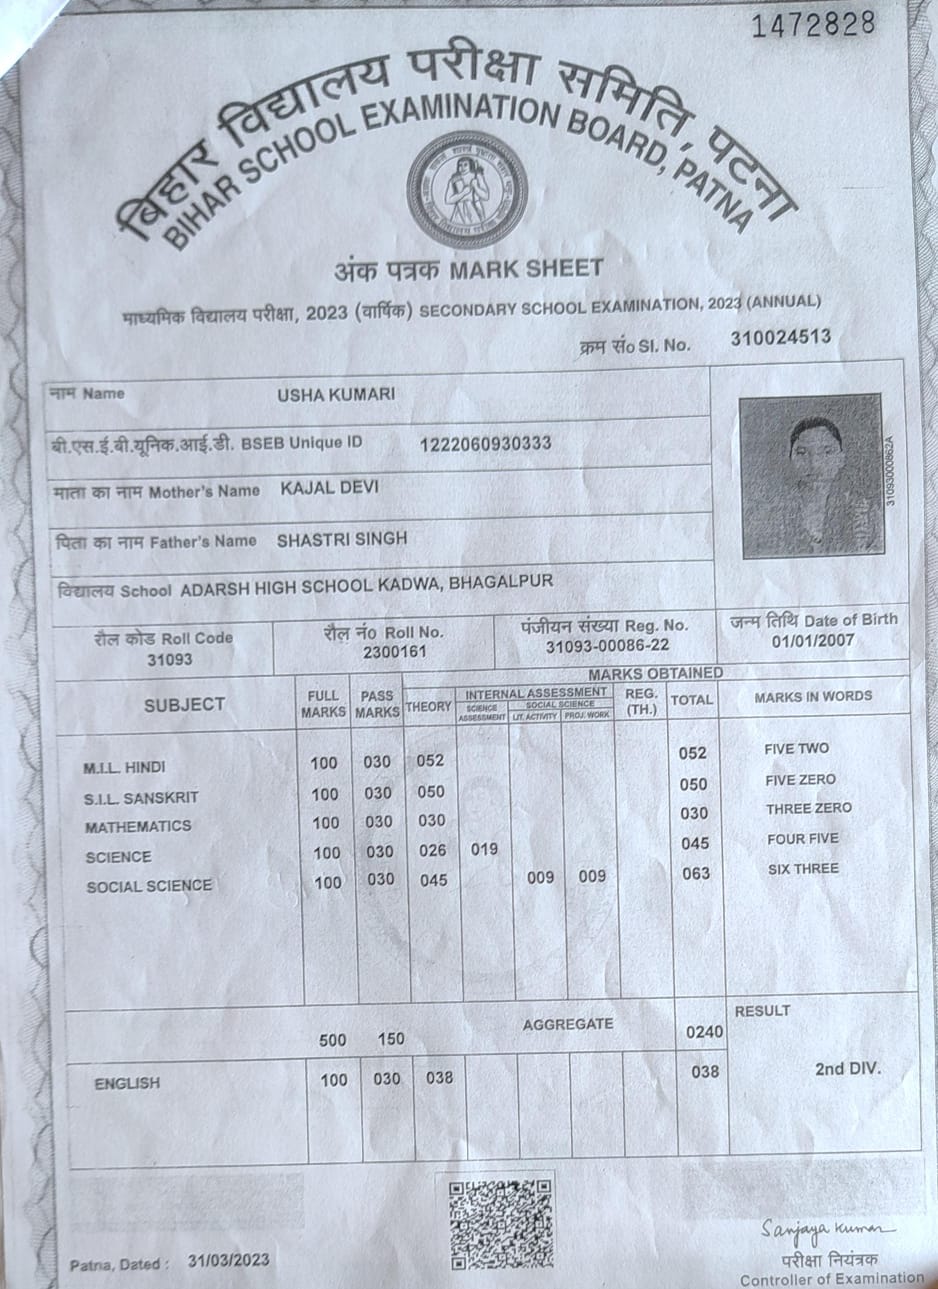 1472828
बिहार विद्यालय परीक्षा समिति, पटना
BIHAR SCHOOL EXAMINATION BOARD, PATNA
अंक पत्रक MARK SHEET
माध्यमिक विद्यालय परीक्षा, 2023 (वार्षिक) SECONDARY SCHOOL EXAMINATION, 2023 (ANNUAL)
क्रम सं० Sl. No. 310024513
नाम Name USHA KUMARI
बी.एस.ई.बी.यूनिक.आई.डी. BSEB Unique ID 1222060930333
माता का नाम Mother's Name KAJAL DEVI
पिता का नाम Father's Name SHASTRI SINGH
विद्यालय School ADARSH HIGH SCHOOL KADWA, BHAGALPUR
31093000862A
रौल कोड Roll Code रौल नं० Roll No. पंजीयन संख्या Reg. No. जन्म तिथि Date of Birth
31093 2300161 31093-00086-22 01/01/2007
MARKS OBTAINED
SUBJECT FULL MARKS PASS MARKS THEORY INTERNAL ASSESSMENT REG. (TH.) TOTAL MARKS IN WORDS
SCIENCE ASSESSMENT SOCIAL SCIENCE
LIT. ACTIVITY PROJ. WORK
M.I.L. HINDI 100 030 052 052 FIVE TWO
S.I.L. SANSKRIT 100 030 050 050 FIVE ZERO
MATHEMATICS 100 030 030 030 THREE ZERO
SCIENCE 100 030 026 019 045 FOUR FIVE
SOCIAL SCIENCE 100 030 045 009 009 063 SIX THREE
500 150 AGGREGATE 0240 RESULT
ENGLISH 100 030 038 038 2nd DIV.
Sanjaya Kumar
Patna, Dated : 31/03/2023 परीक्षा नियंत्रक
Controller of Examination